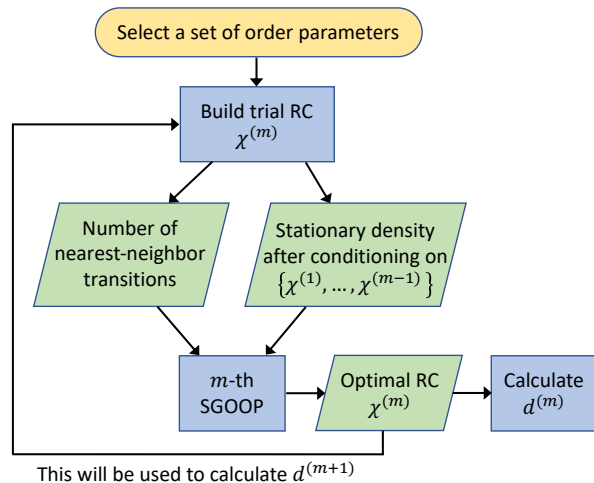 Select a set of order parameters
Build trial RC
χ⁽ᵐ⁾
Number of
nearest-neighbor
transitions
Stationary density
after conditioning on
{χ⁽¹⁾, … , χ⁽ᵐ⁻¹⁾ }
m-th
SGOOP
Optimal RC
χ⁽ᵐ⁾
Calculate
d⁽ᵐ⁾
This will be used to calculate d⁽ᵐ⁺¹⁾